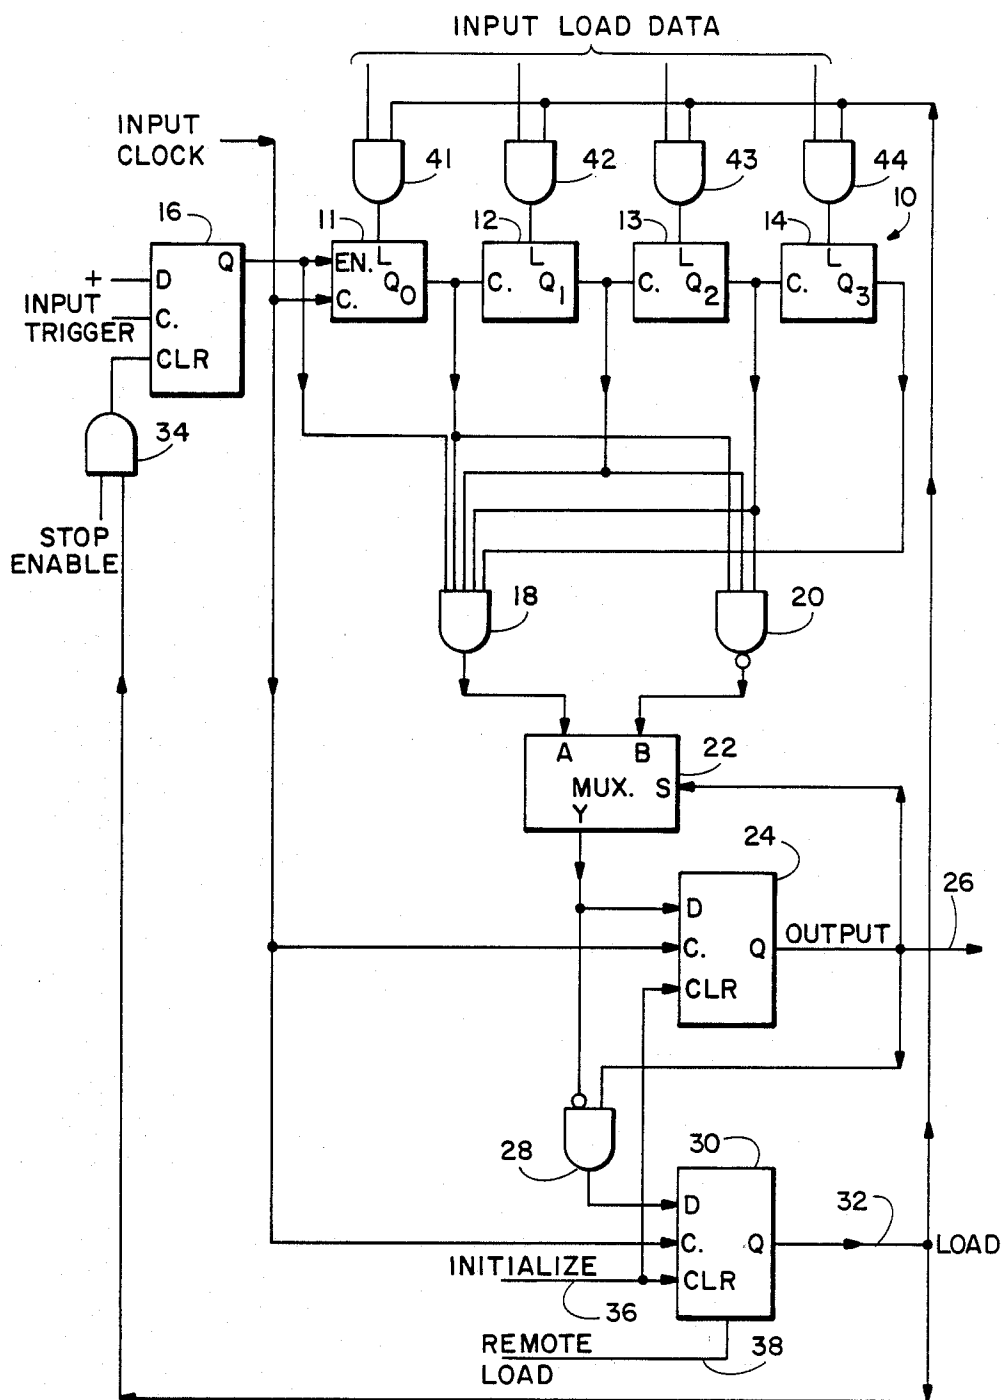 INPUT LOAD DATA
INPUT
CLOCK
41
42
43
44
10
16
11
12
13
14
Q
EN. L
Q0
C.
L
C. Q1
L
C. Q2
L
C. Q3
+
D
INPUT
TRIGGER
C.
CLR
34
STOP
ENABLE
18
20
A B
22
MUX. S
Y
24
26
D
OUTPUT
C. Q
CLR
28
30
32
D
C. Q
LOAD
INITIALIZE
CLR
36
REMOTE
LOAD
38